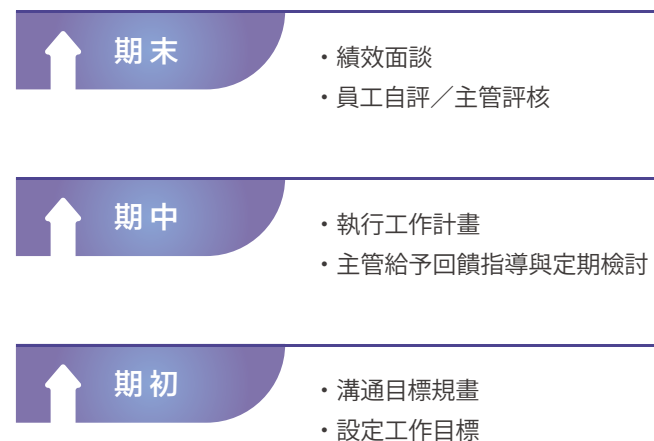 期末
・績效面談
・員工自評／主管評核
期中
・執行工作計畫
・主管給予回饋指導與定期檢討
期初
・溝通目標規畫
・設定工作目標